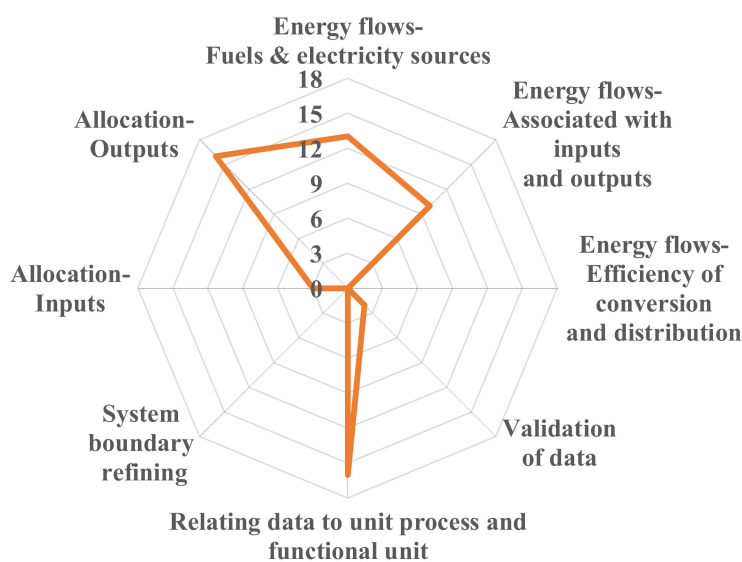 Energy flows-
Fuels & electricity sources
18
15
12
9
6
3
0
Energy flows-
Associated with
inputs
and outputs
Energy flows-
Efficiency of
conversion
and distribution
Validation
of data
Relating data to unit process and
functional unit
System
boundary
refining
Allocation-
Inputs
Allocation-
Outputs